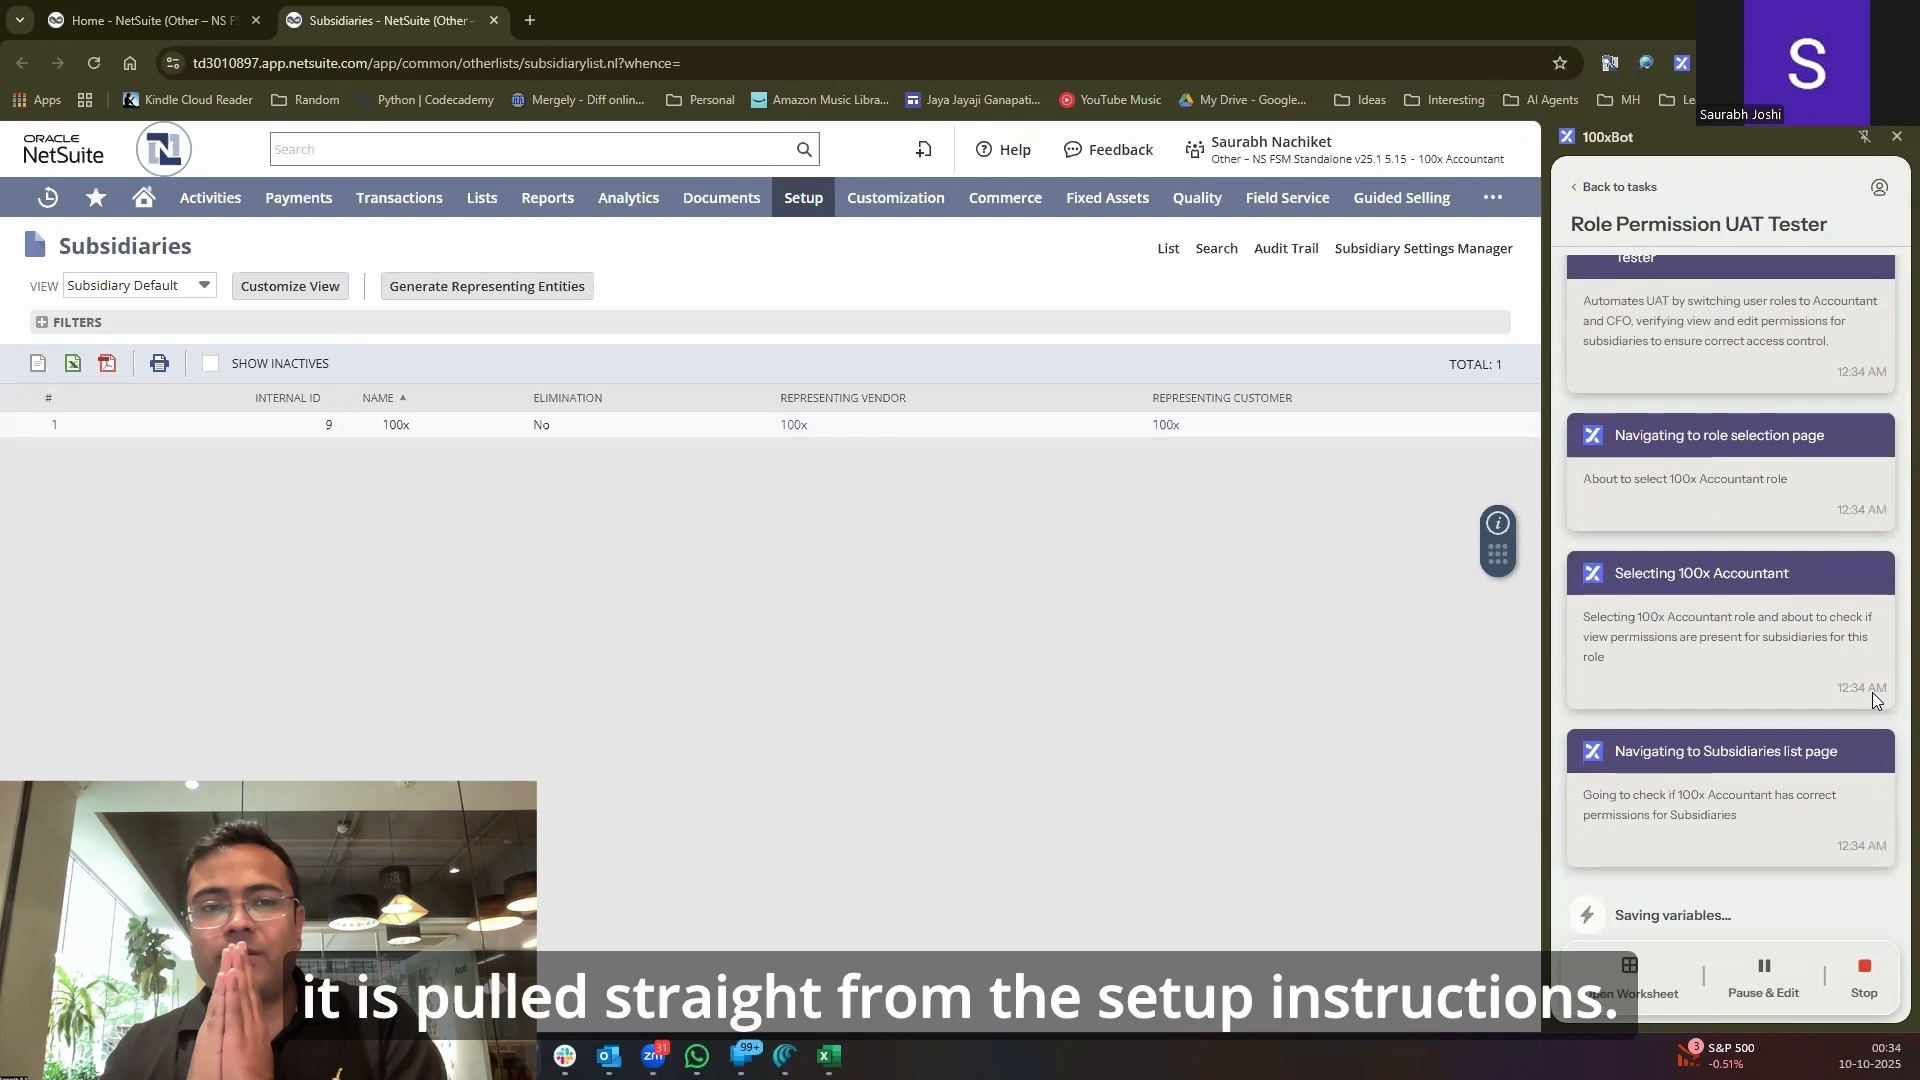 Home - NetSuite (Other – NS F
Subsidiaries - NetSuite (Other -
td3010897.app.netsuite.com/app/common/otherlists/subsidiarylist.nl?whence=
Apps
Kindle Cloud Reader
Random
Python | Codecademy
Mergely - Diff onlin...
Personal
Amazon Music Libra...
Jaya Jayaji Ganapati...
YouTube Music
My Drive - Google...
Ideas
Interesting
AI Agents
MH
Le
S
Saurabh Joshi
ORACLE
NetSuite
Search
Help
Feedback
Saurabh Nachiket
Other – NS FSM Standalone v25.1 5.15 - 100x Accountant
Activities
Payments
Transactions
Lists
Reports
Analytics
Documents
Setup
Customization
Commerce
Fixed Assets
Quality
Field Service
Guided Selling
Subsidiaries
List
Search
Audit Trail
Subsidiary Settings Manager
VIEW
Subsidiary Default
Customize View
Generate Representing Entities
FILTERS
SHOW INACTIVES
TOTAL: 1
# INTERNAL ID NAME ELIMINATION REPRESENTING VENDOR REPRESENTING CUSTOMER
1 9 100x No 100x 100x
100xBot
Back to tasks
Role Permission UAT Tester
Tester
Automates UAT by switching user roles to Accountant
and CFO, verifying view and edit permissions for
subsidiaries to ensure correct access control.
12:34 AM
Navigating to role selection page
About to select 100x Accountant role
12:34 AM
Selecting 100x Accountant
Selecting 100x Accountant role and about to check if
view permissions are present for subsidiaries for this
role
12:34 AM
Navigating to Subsidiaries list page
Going to check if 100x Accountant has correct
permissions for Subsidiaries
12:34 AM
Saving variables...
Open Worksheet
Pause & Edit
Stop
it is pulled straight from the setup instructions.
31
99+
3
S&P 500
-0.51%
00:34
10-10-2025